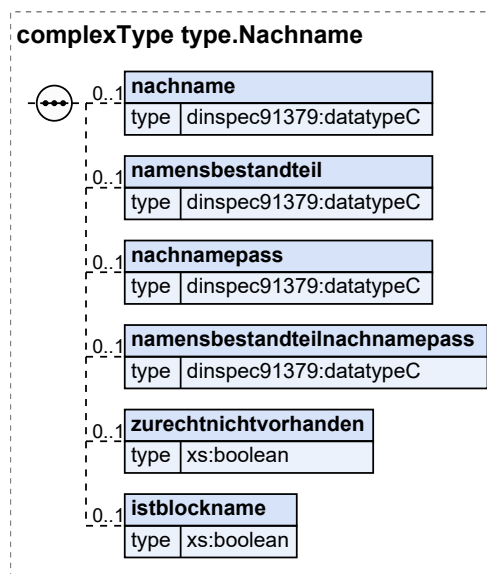 complexType type.Nachname
0..1 nachname
type dinspec91379:datatypeC
0..1 namensbestandteil
type dinspec91379:datatypeC
0..1 nachnamepass
type dinspec91379:datatypeC
0..1 namensbestandteilnachnamepass
type dinspec91379:datatypeC
0..1 zurechtnichtvorhanden
type xs:boolean
0..1 istblockname
type xs:boolean